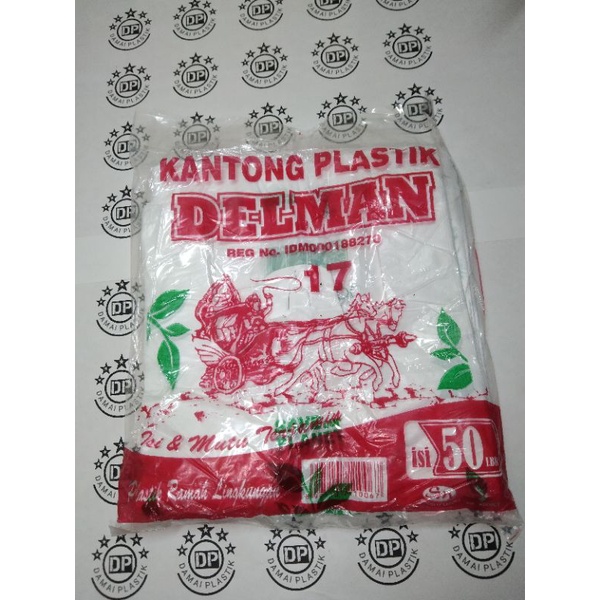 KANTONG PLASTIK
DELMAN
REG No. IDM000188270
17
Isi & Mutu
isi 50 LBR
Plastik Ramah Lingkungan
DP
DAMAI PLASTIK